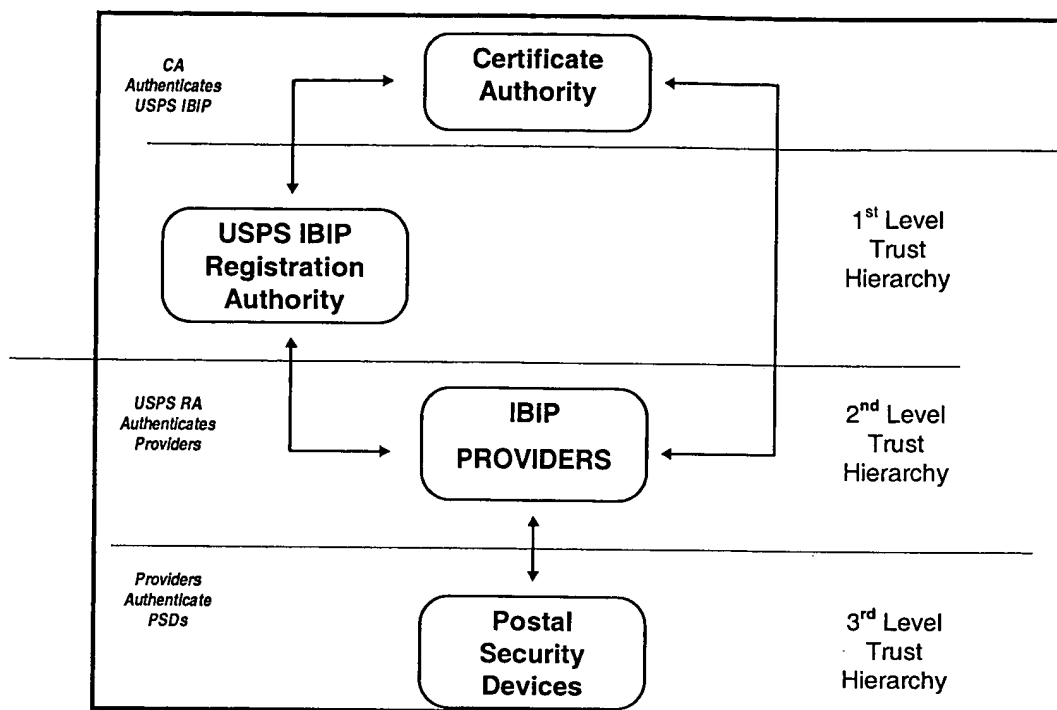 CA
Authenticates
USPS IBIP
Certificate
Authority
USPS IBIP
Registration
Authority
1st Level
Trust
Hierarchy
USPS RA
Authenticates
Providers
IBIP
PROVIDERS
2nd Level
Trust
Hierarchy
Providers
Authenticate
PSDs
Postal
Security
Devices
3rd Level
Trust
Hierarchy